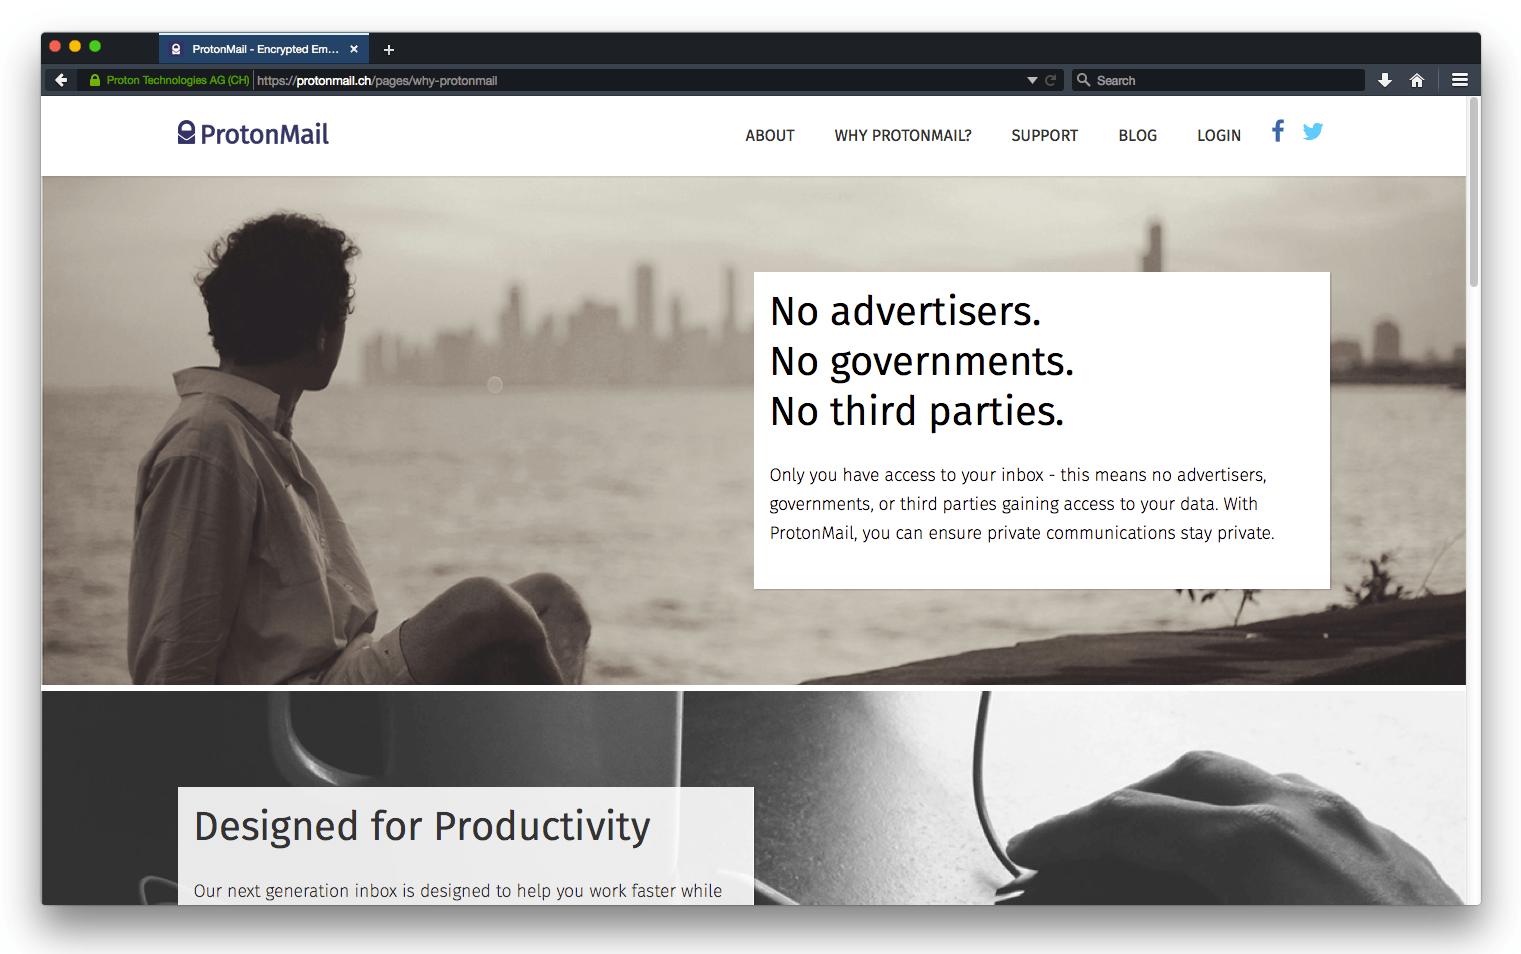 ProtonMail - Encrypted Em...
Proton Technologies AG (CH)
https://protonmail.ch/pages/why-protonmail
Search
ProtonMail
ABOUT
WHY PROTONMAIL?
SUPPORT
BLOG
LOGIN
No advertisers.
No governments.
No third parties.
Only you have access to your inbox - this means no advertisers,
governments, or third parties gaining access to your data. With
ProtonMail, you can ensure private communications stay private.
Designed for Productivity
Our next generation inbox is designed to help you work faster while